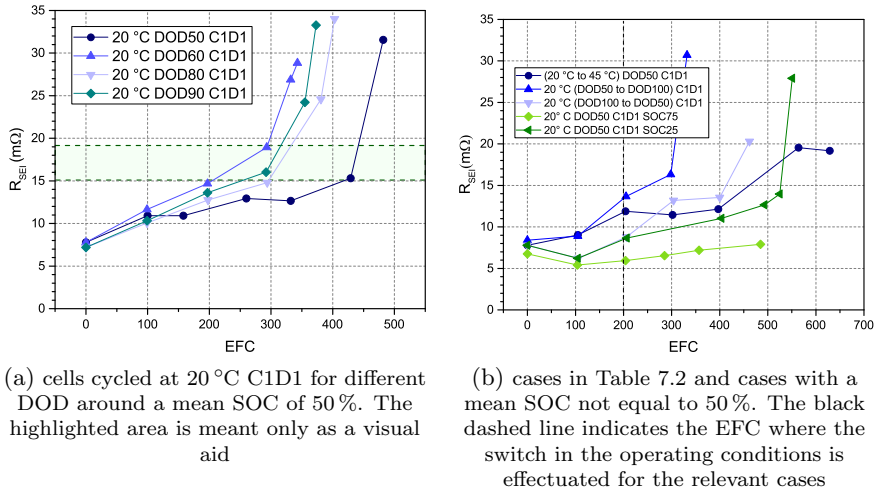 35
30
25
20
15
10
5
0
R_SEI (mΩ)
20 °C DOD50 C1D1
20 °C DOD60 C1D1
20 °C DOD80 C1D1
20 °C DOD90 C1D1
0 100 200 300 400 500
EFC
(a) cells cycled at 20 °C C1D1 for different
DOD around a mean SOC of 50 %. The
highlighted area is meant only as a visual
aid
35
30
25
20
15
10
5
0
R_SEI (mΩ)
(20 °C to 45 °C) DOD50 C1D1
20 °C (DOD50 to DOD100) C1D1
20 °C (DOD100 to DOD50) C1D1
20° C DOD50 C1D1 SOC75
20° C DOD50 C1D1 SOC25
0 100 200 300 400 500 600 700
EFC
(b) cases in Table 7.2 and cases with a
mean SOC not equal to 50 %. The black
dashed line indicates the EFC where the
switch in the operating conditions is
effectuated for the relevant cases